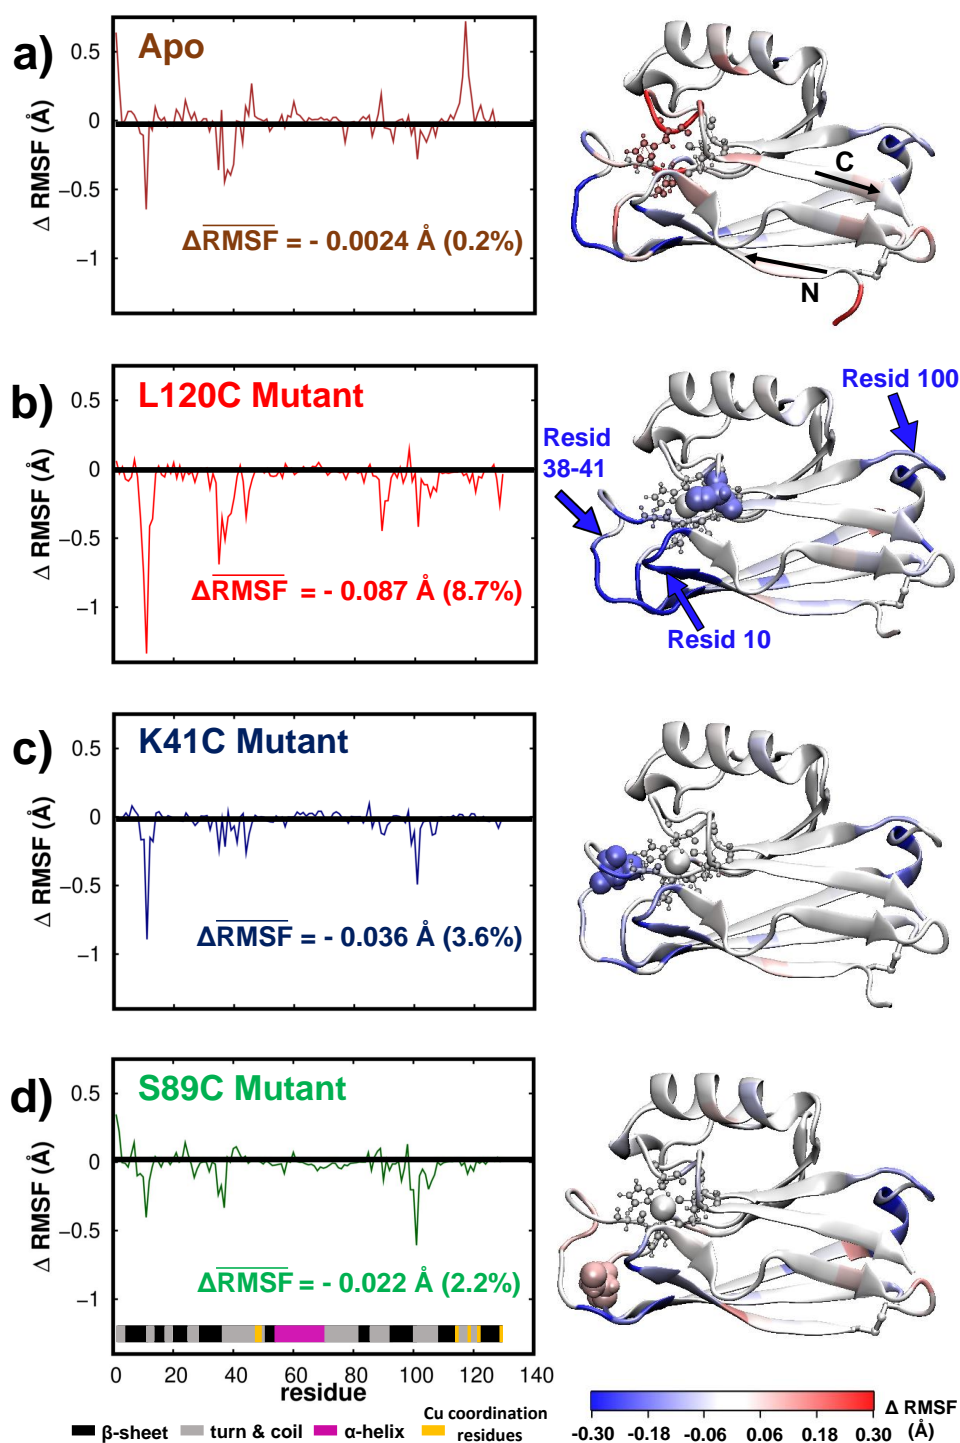 a)
Apo
Δ RMSF (Å)
0.5
0
−0.5
−1
ΔRMSF = - 0.0024 Å (0.2%)
C
N
b)
L120C Mutant
Δ RMSF (Å)
0.5
0
−0.5
−1
ΔRMSF = - 0.087 Å (8.7%)
Resid 100
Resid
38-41
Resid 10
c)
K41C Mutant
Δ RMSF (Å)
0.5
0
−0.5
−1
ΔRMSF = - 0.036 Å (3.6%)
d)
S89C Mutant
Δ RMSF (Å)
0.5
0
−0.5
−1
ΔRMSF = - 0.022 Å (2.2%)
0 20 40 60 80 100 120 140
residue
β-sheet turn & coil α-helix Cu coordination
residues
-0.30 -0.18 -0.06 0.06 0.18 0.30
Δ RMSF
(Å)